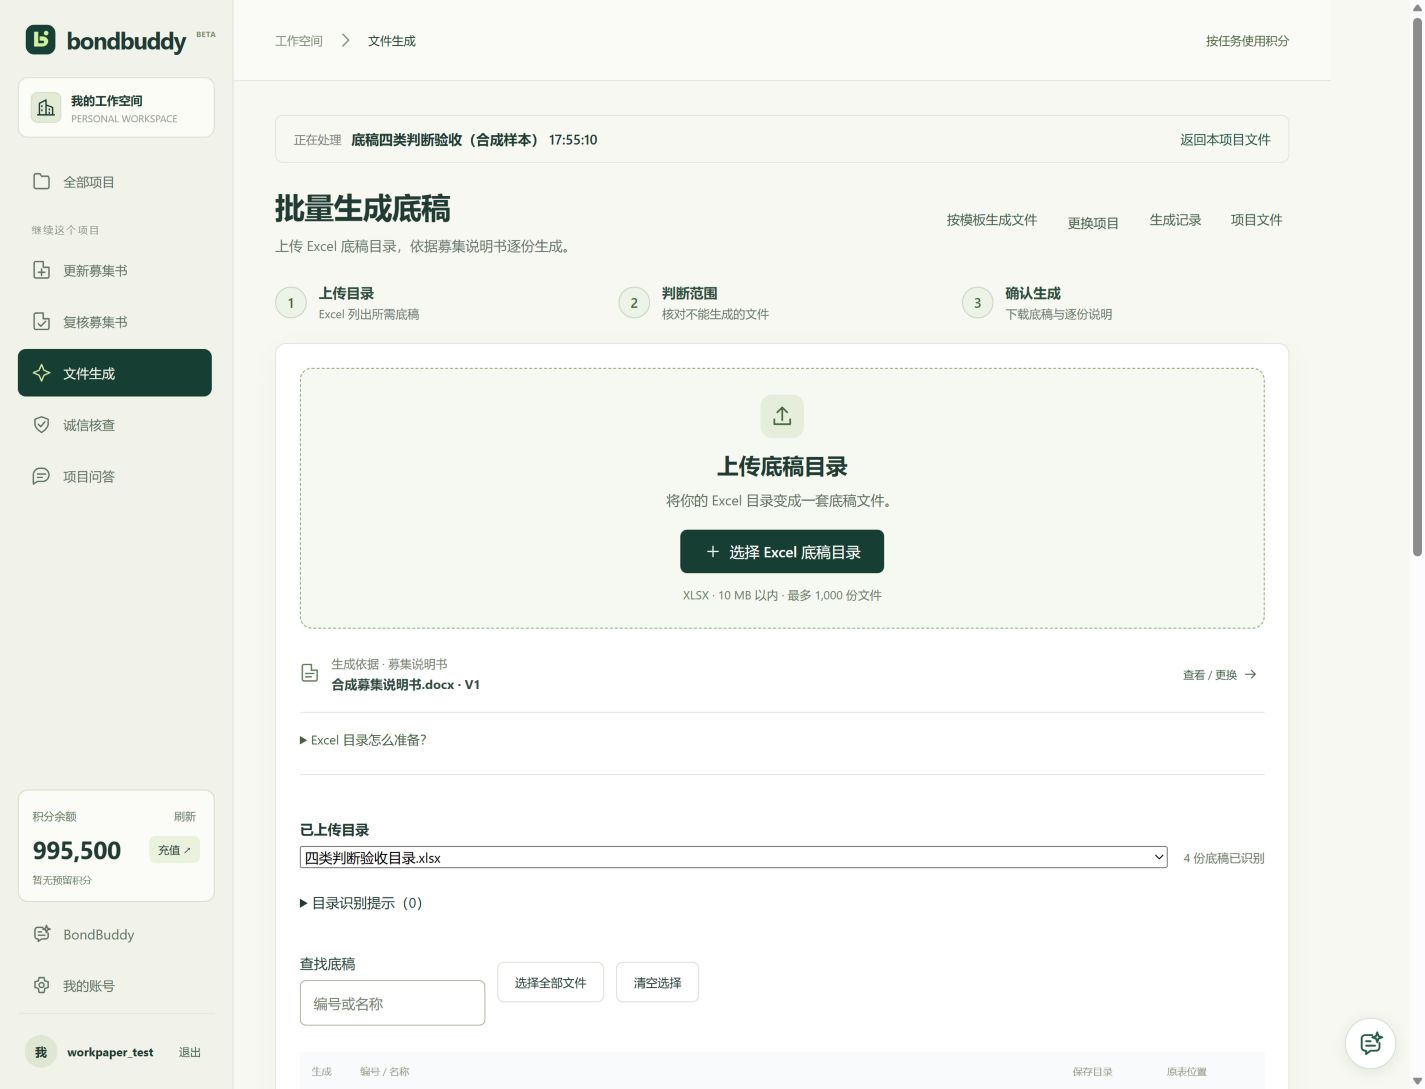 bondbuddy BETA
我的工作空间
PERSONAL WORKSPACE
全部项目
继续这个项目
更新募集书
复核募集书
文件生成
诚信核查
项目问答
积分余额 刷新
995,500 充值 ↗
暂无预留积分
BondBuddy
我的账号
我 workpaper_test 退出
工作空间 > 文件生成 按任务使用积分
正在处理 底稿四类判断验收（合成样本） 17:55:10 返回本项目文件
批量生成底稿
上传 Excel 底稿目录，依据募集说明书逐份生成。
按模板生成文件 更换项目 生成记录 项目文件
1 上传目录
Excel 列出所需底稿
2 判断范围
核对不能生成的文件
3 确认生成
下载底稿与逐份说明
上传底稿目录
将你的 Excel 目录变成一套底稿文件。
+ 选择 Excel 底稿目录
XLSX · 10 MB 以内 · 最多 1,000 份文件
生成依据 · 募集说明书
合成募集说明书.docx · V1
查看 / 更换 →
▶ Excel 目录怎么准备?
已上传目录
四类判断验收目录.xlsx 4 份底稿已识别
▶ 目录识别提示（0）
查找底稿
编号或名称 选择全部文件 清空选择
生成 编号 / 名称 保存目录 原表位置